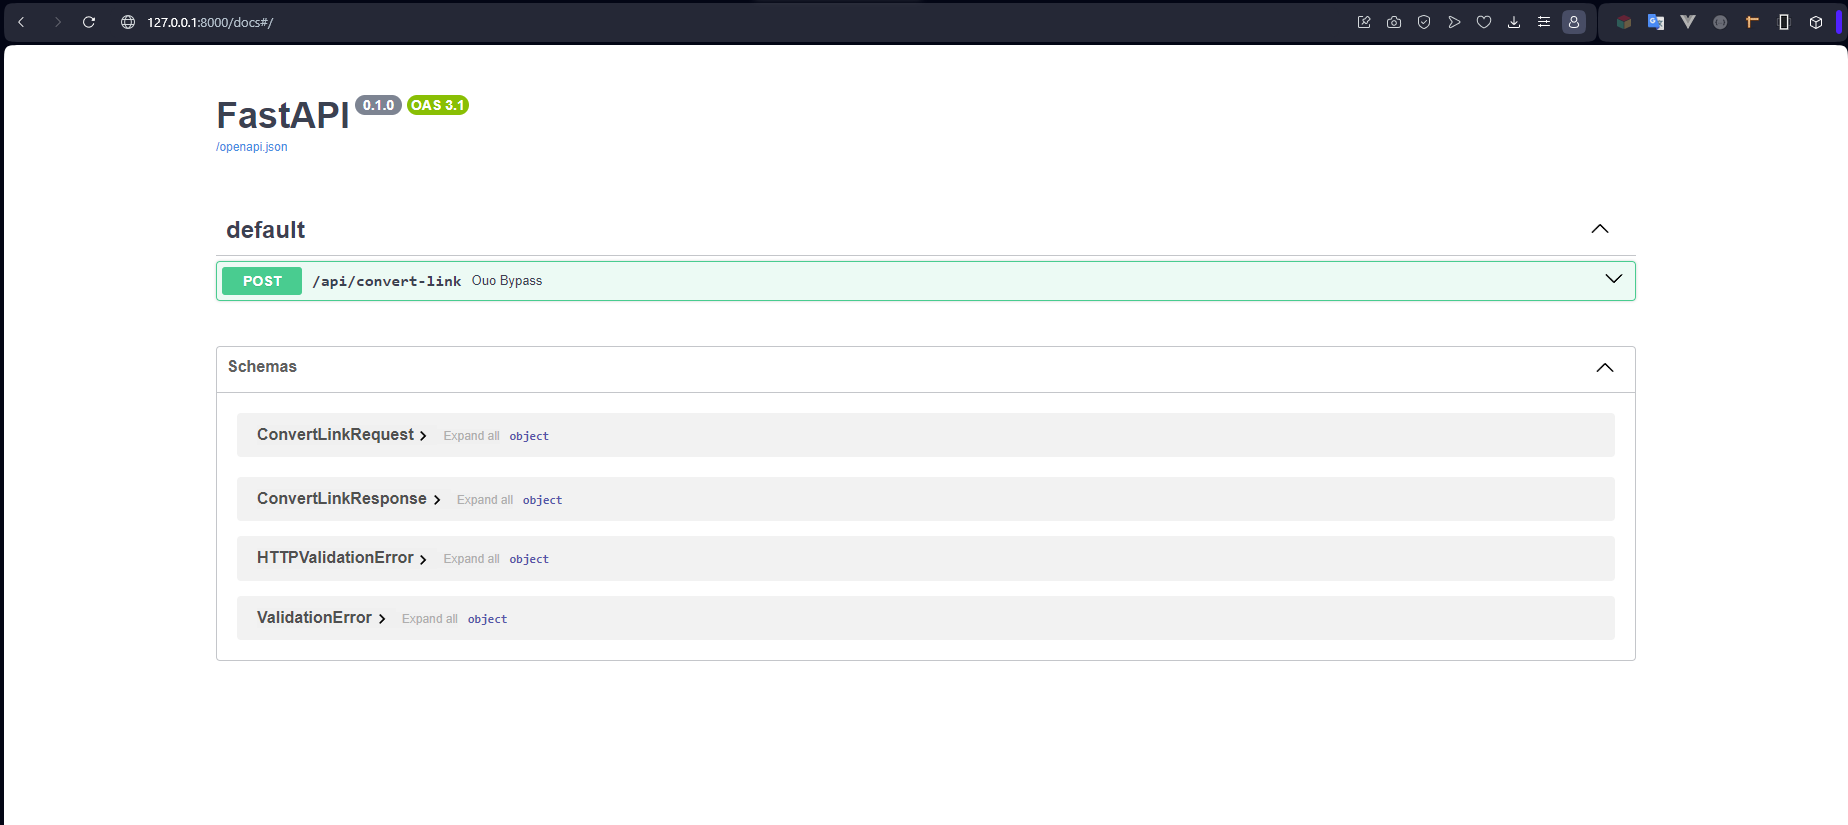 127.0.0.1:8000/docs#/
FastAPI 0.1.0 OAS 3.1
/openapi.json
default
POST /api/convert-link Ouo Bypass
Schemas
ConvertLinkRequest Expand all object
ConvertLinkResponse Expand all object
HTTPValidationError Expand all object
ValidationError Expand all object